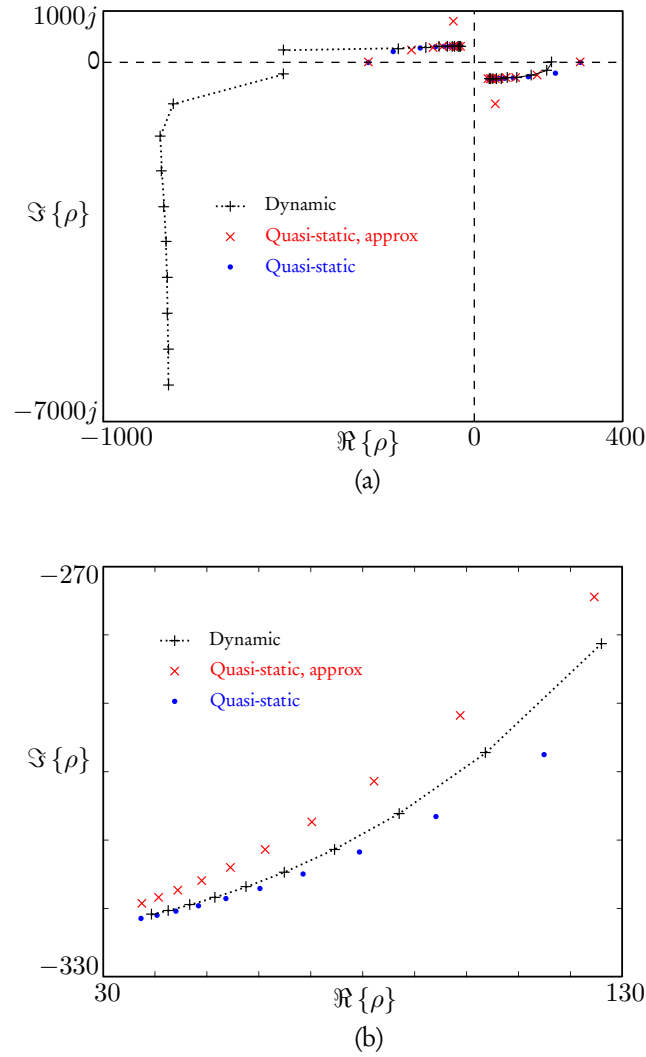 1000j
0
ℑ{ρ}
Dynamic
Quasi-static, approx
Quasi-static
−7000j
−1000
ℜ{ρ}
0
400
(a)
−270
Dynamic
Quasi-static, approx
Quasi-static
ℑ{ρ}
−330
30
ℜ{ρ}
130
(b)